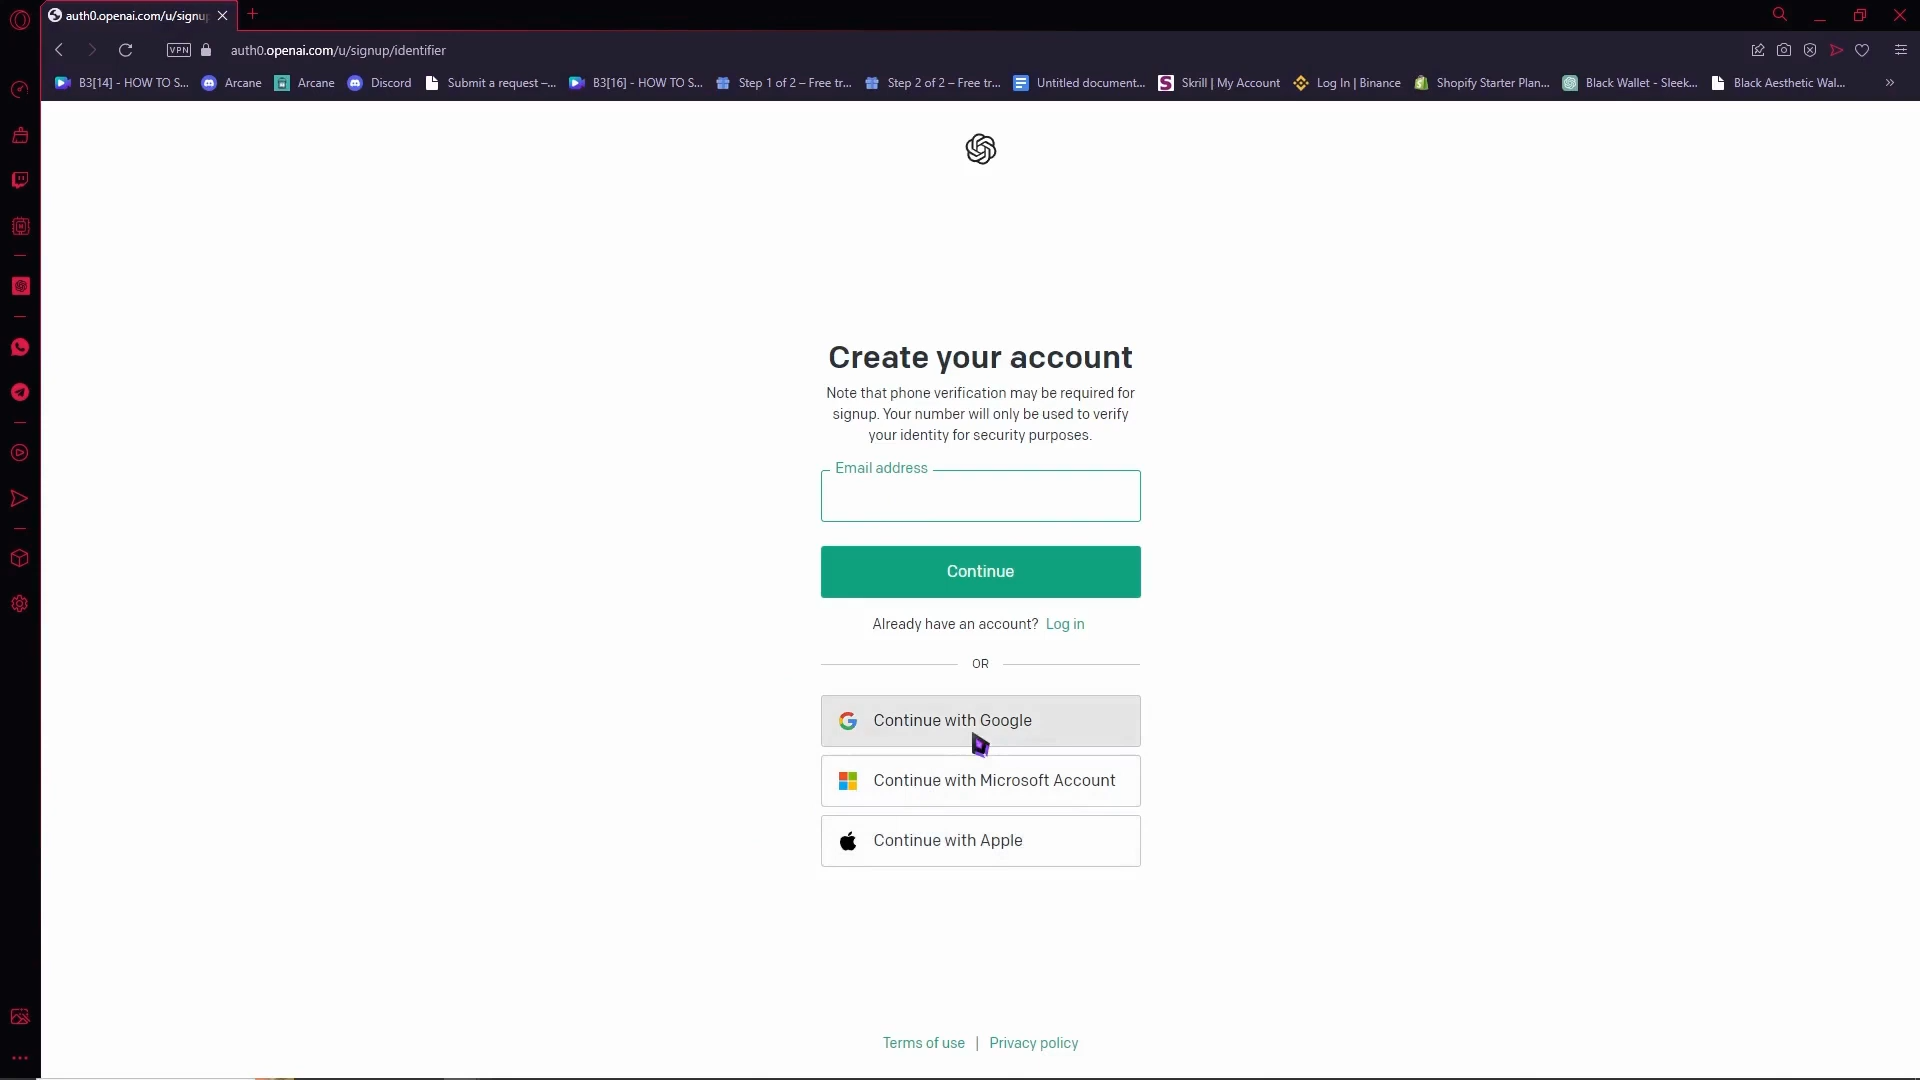 auth0.openai.com/u/signu
VPN
auth0.openai.com/u/signup/identifier
B3[14] - HOW TO S...
Arcane
Arcane
Discord
Submit a request –...
B3[16] - HOW TO S...
Step 1 of 2 – Free tr...
Step 2 of 2 – Free tr...
Untitled document...
Skrill | My Account
Log In | Binance
Shopify Starter Plan...
Black Wallet - Sleek...
Black Aesthetic Wal...
Create your account
Note that phone verification may be required for
signup. Your number will only be used to verify
your identity for security purposes.
Email address
Continue
Already have an account? Log in
OR
Continue with Google
Continue with Microsoft Account
Continue with Apple
Terms of use | Privacy policy